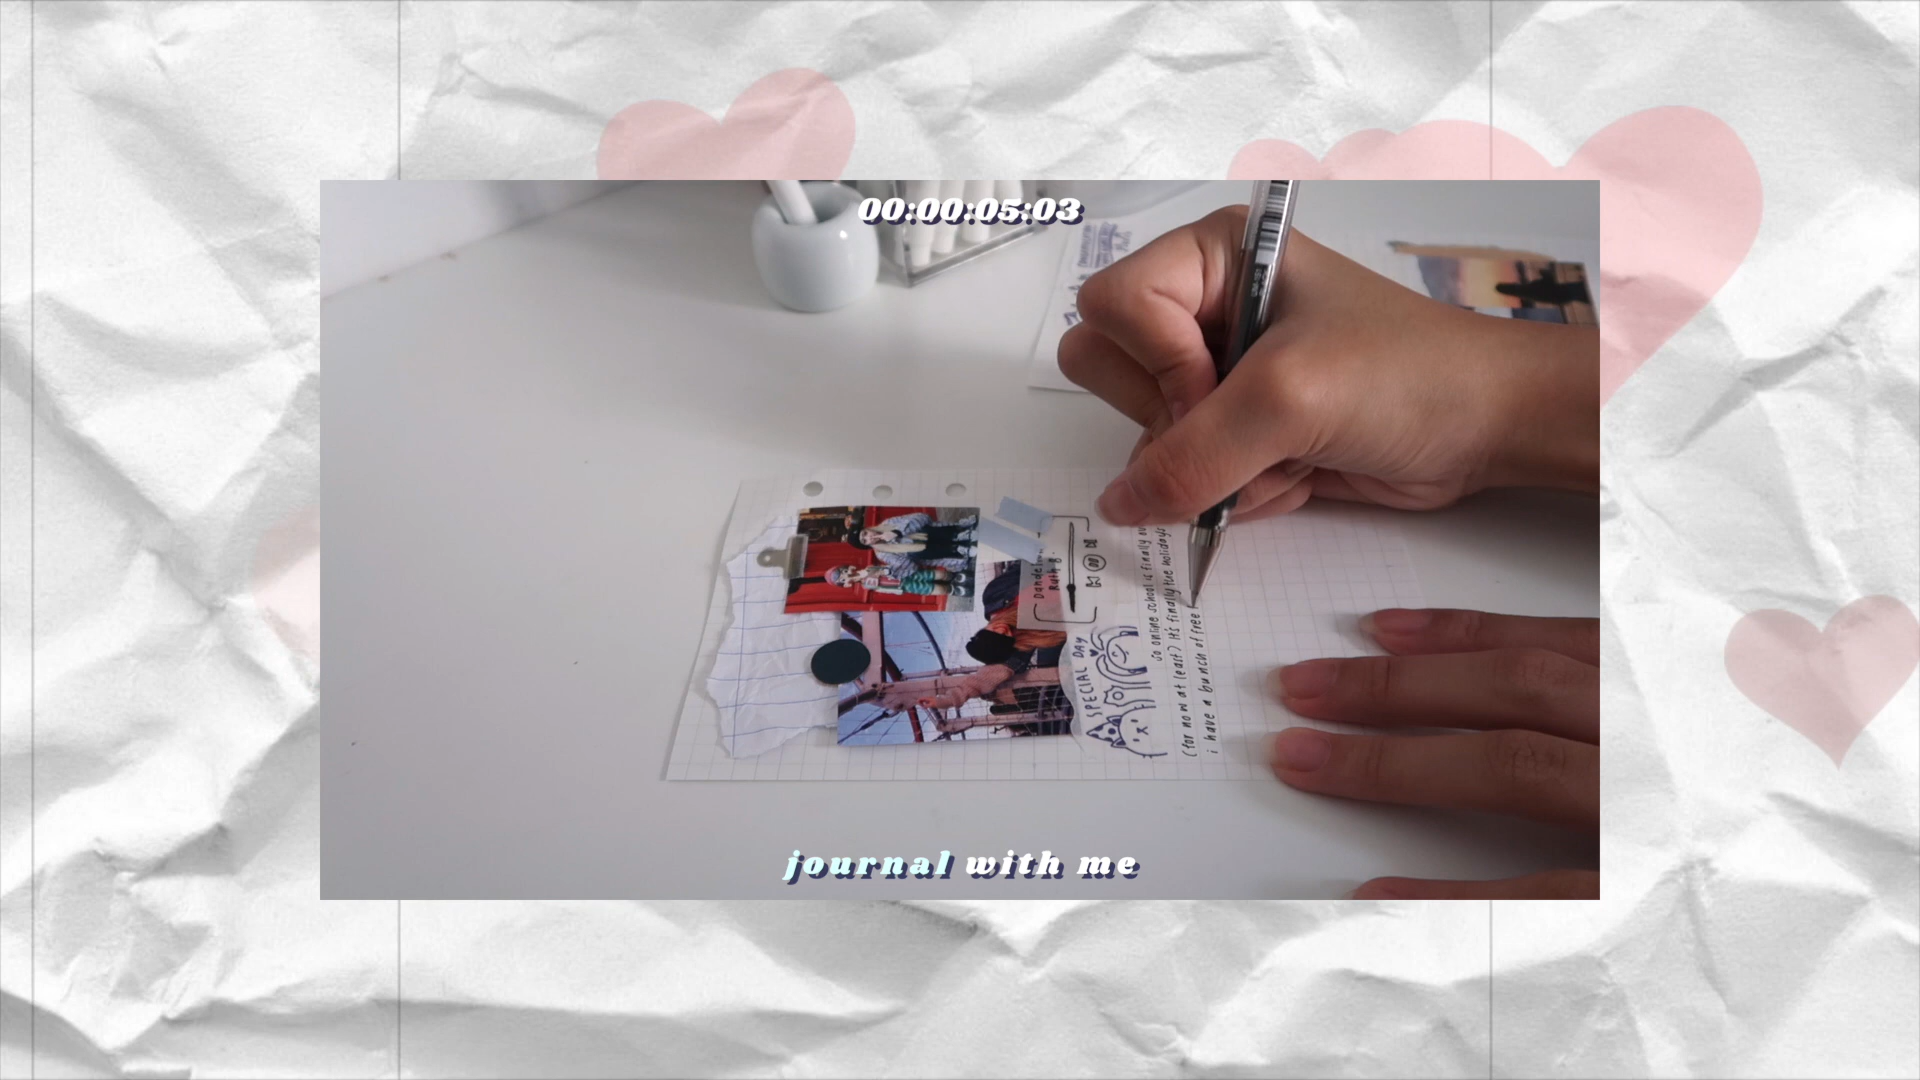 00:00:05:03
Ruth B.
SPECIAL DAY
so online school is finally
(for now at least) it's finally the holidays
i have a bunch of free
journal with me